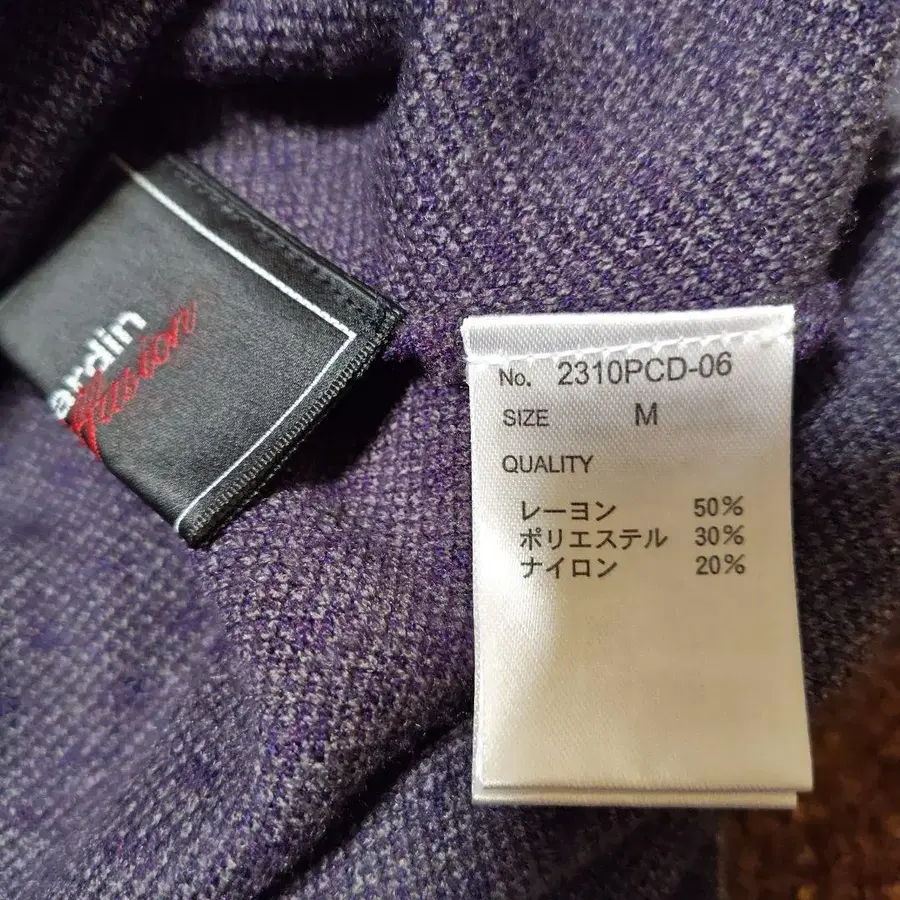 ardin
fusion
No. 2310PCD-06
SIZE M
QUALITY
レーヨン 50%
ポリエステル 30%
ナイロン 20%